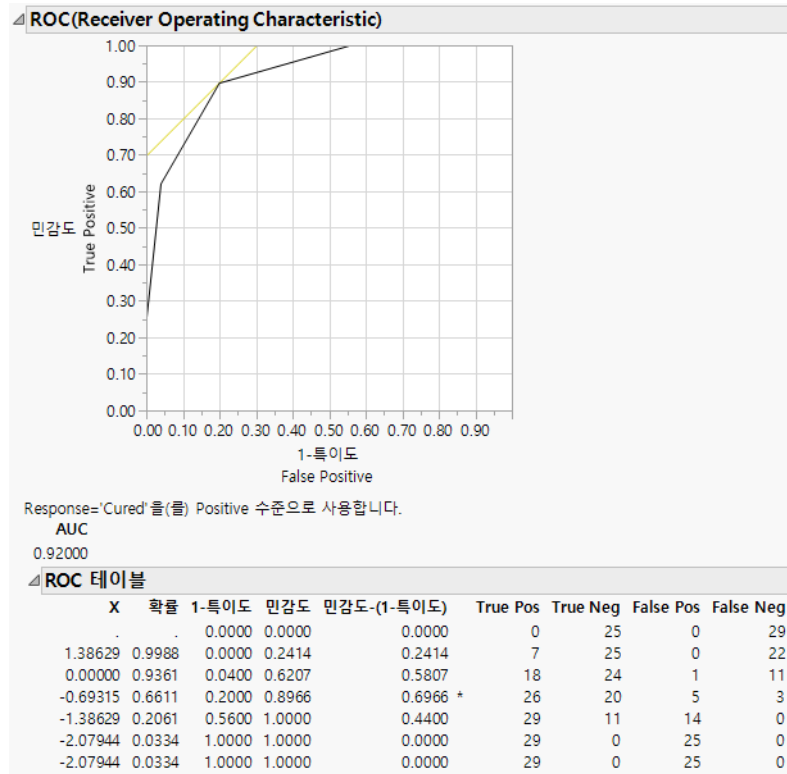 ROC(Receiver Operating Characteristic)
1.00
0.90
0.80
0.70
0.60
0.50
0.40
0.30
0.20
0.10
0.00
민감도
True Positive
0.00 0.10 0.20 0.30 0.40 0.50 0.60 0.70 0.80 0.90
1-특이도
False Positive
Response='Cured'을(를) Positive 수준으로 사용합니다.
AUC
0.92000
ROC 테이블
X 확률 1-특이도 민감도 민감도-(1-특이도) True Pos True Neg False Pos False Neg
. . 0.0000 0.0000 0.0000 0 25 0 29
1.38629 0.9988 0.0000 0.2414 0.2414 7 25 0 22
0.00000 0.9361 0.0400 0.6207 0.5807 18 24 1 11
-0.69315 0.6611 0.2000 0.8966 0.6966 * 26 20 5 3
-1.38629 0.2061 0.5600 1.0000 0.4400 29 11 14 0
-2.07944 0.0334 1.0000 1.0000 0.0000 29 0 25 0
-2.07944 0.0334 1.0000 1.0000 0.0000 29 0 25 0